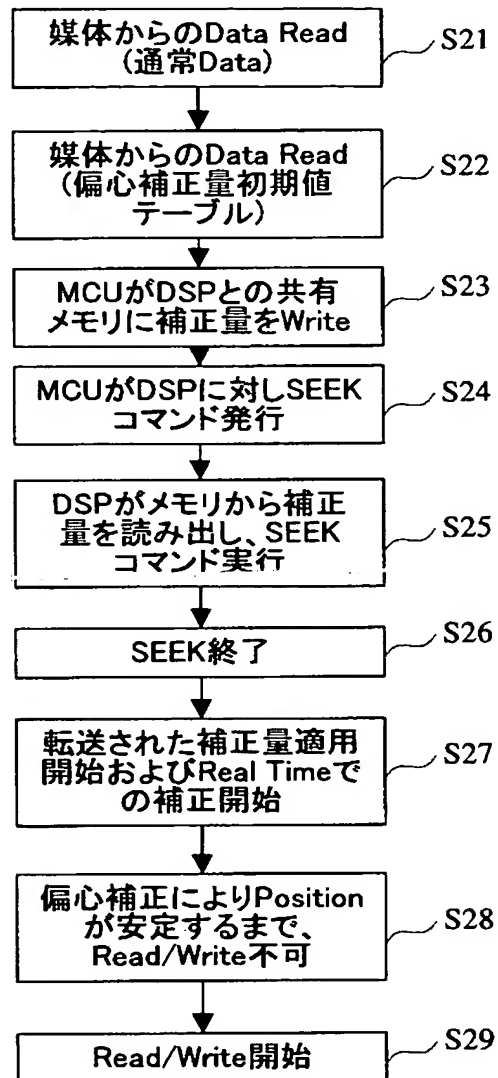 媒体からのData Read
(通常Data)
S21
媒体からのData Read
(偏心補正量初期値
テーブル)
S22
MCUがDSPとの共有
メモリに補正量をWrite
S23
MCUがDSPに対しSEEK
コマンド発行
S24
DSPがメモリから補正
量を読み出し、SEEK
コマンド実行
S25
SEEK終了
S26
転送された補正量適用
開始およびReal Timeで
の補正開始
S27
偏心補正によりPosition
が安定するまで、
Read/Write不可
S28
Read/Write開始
S29